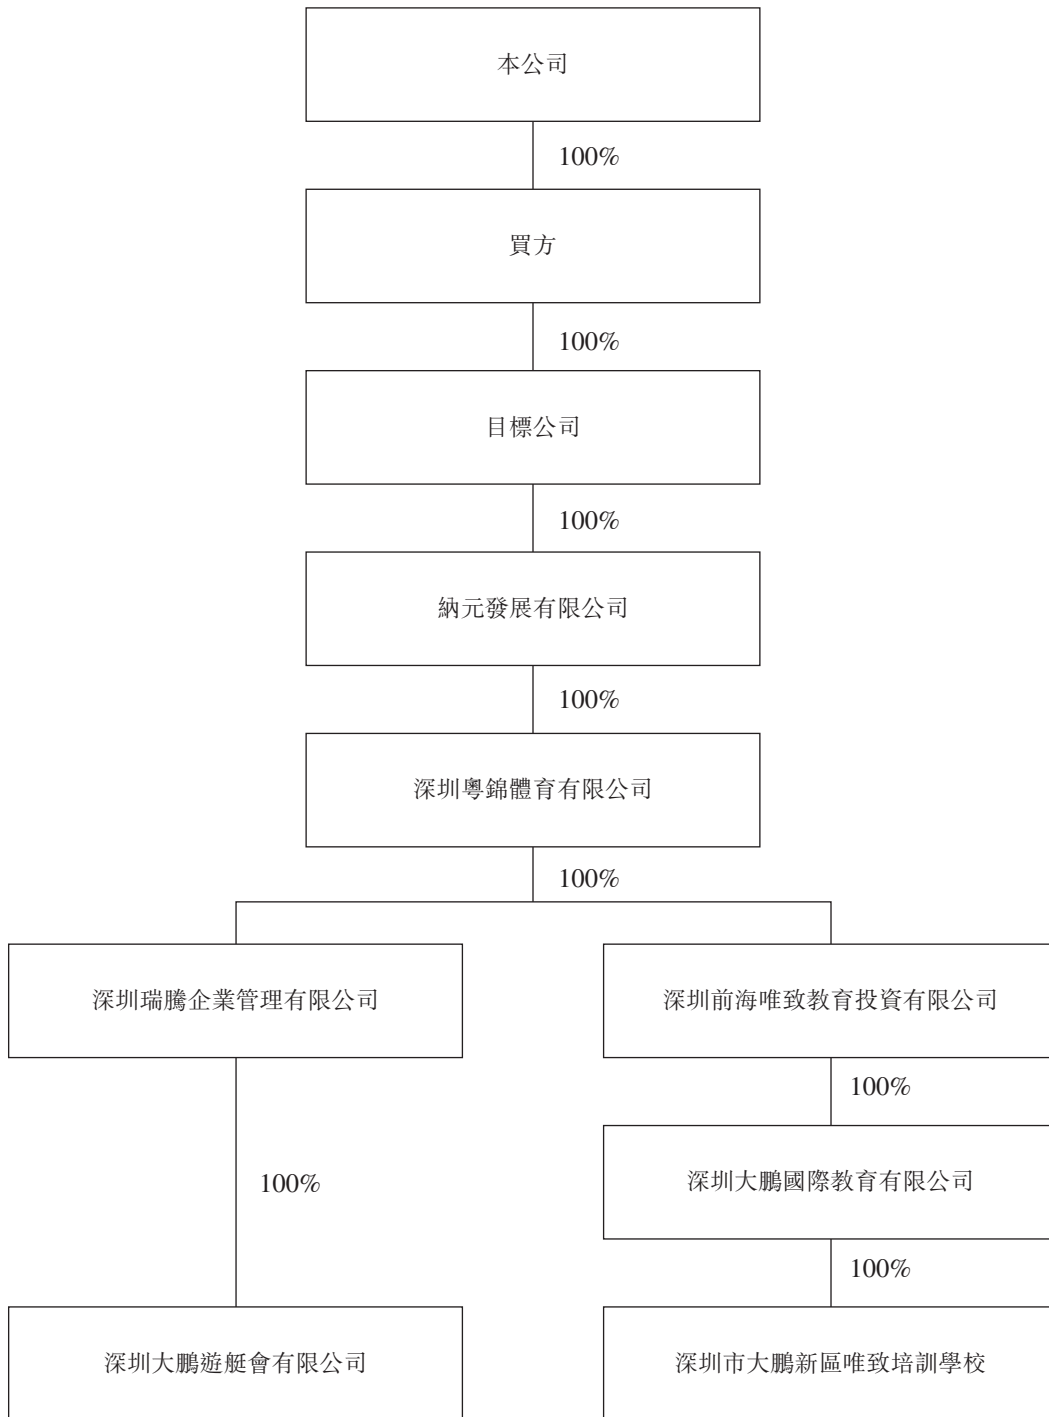 本公司
100%
買方
100%
目標公司
100%
納元發展有限公司
100%
深圳粵錦體育有限公司
100%
深圳瑞騰企業管理有限公司
深圳前海唯致教育投資有限公司
100%
深圳大鵬國際教育有限公司
100%
100%
深圳大鵬遊艇會有限公司
深圳市大鵬新區唯致培訓學校